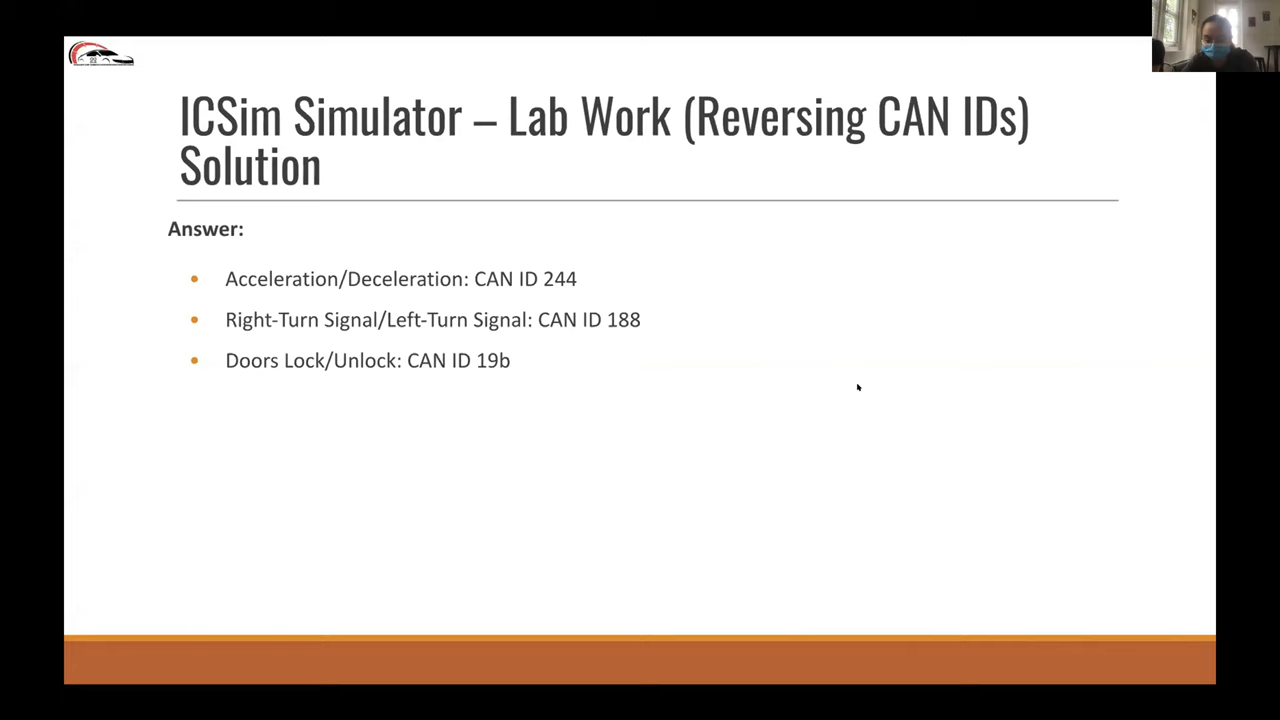 ICSim Simulator – Lab Work (Reversing CAN IDs)
Solution
Answer:
• Acceleration/Deceleration: CAN ID 244
• Right-Turn Signal/Left-Turn Signal: CAN ID 188
• Doors Lock/Unlock: CAN ID 19b